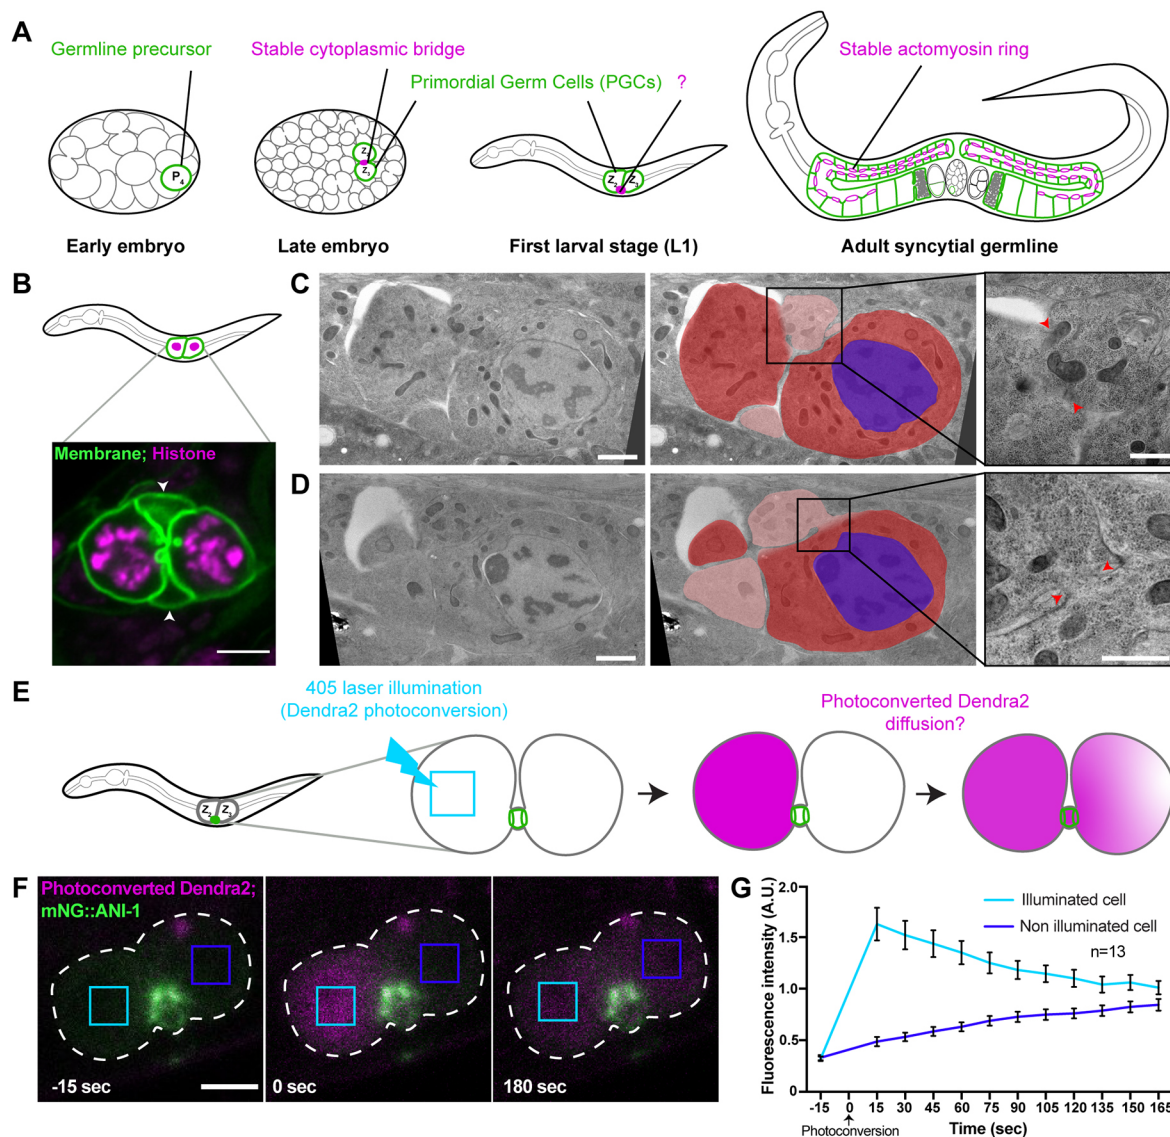 A
Germline precursor
Stable cytoplasmic bridge
Stable actomyosin ring
Primordial Germ Cells (PGCs) ?
P4
Z2
Z3
Z2 Z3
Early embryo
Late embryo
First larval stage (L1)
Adult syncytial germline
B
Membrane; Histone
C
D
E
405 laser illumination
(Dendra2 photoconversion)
Photoconverted Dendra2
diffusion?
Z2 Z3
F
Photoconverted Dendra2;
mNG::ANI-1
-15 sec
0 sec
180 sec
G
Fluorescence intensity (A.U.)
2.0
1.5
1.0
0.5
0
Illuminated cell
Non illuminated cell
n=13
-15 0 15 30 45 60 75 90 105 120 135 150 165
Photoconversion
Time (sec)